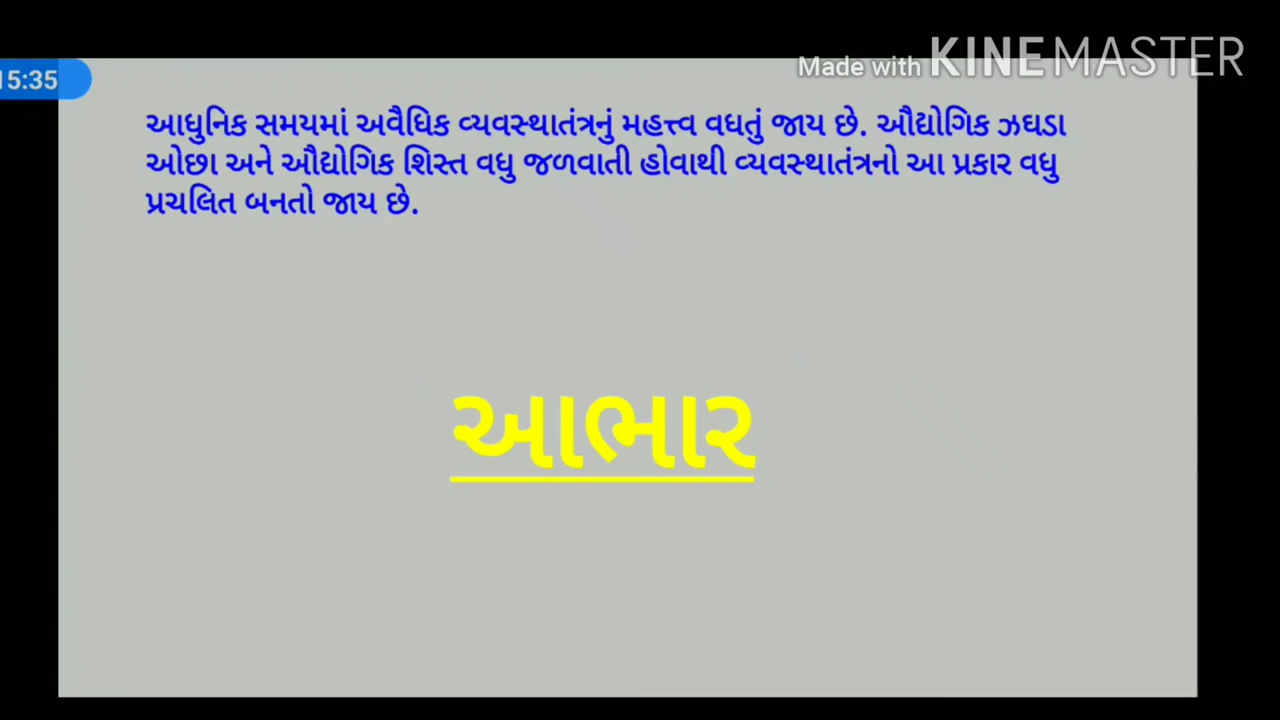 Made with KINEMASTER
15:35
આધુનિક સમયમાં અવૈધિક વ્યવસ્થાતંત્રનું મહત્ત્વ વધતું જાય છે. ઔદ્યોગિક ઝઘડા
ઓછા અને ઔદ્યોગિક શિસ્ત વધુ જળવાતી હોવાથી વ્યવસ્થાતંત્રનો આ પ્રકાર વધુ
પ્રચલિત બનતો જાય છે.
આભાર